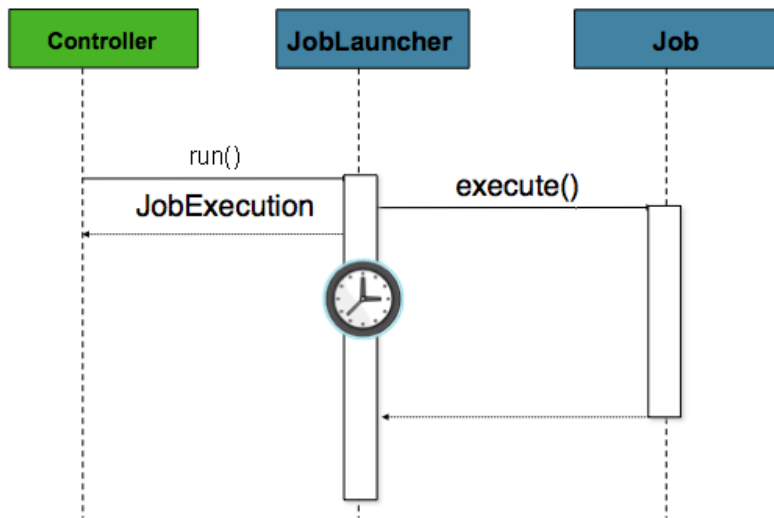 Controller
JobLauncher
Job
run()
execute()
JobExecution